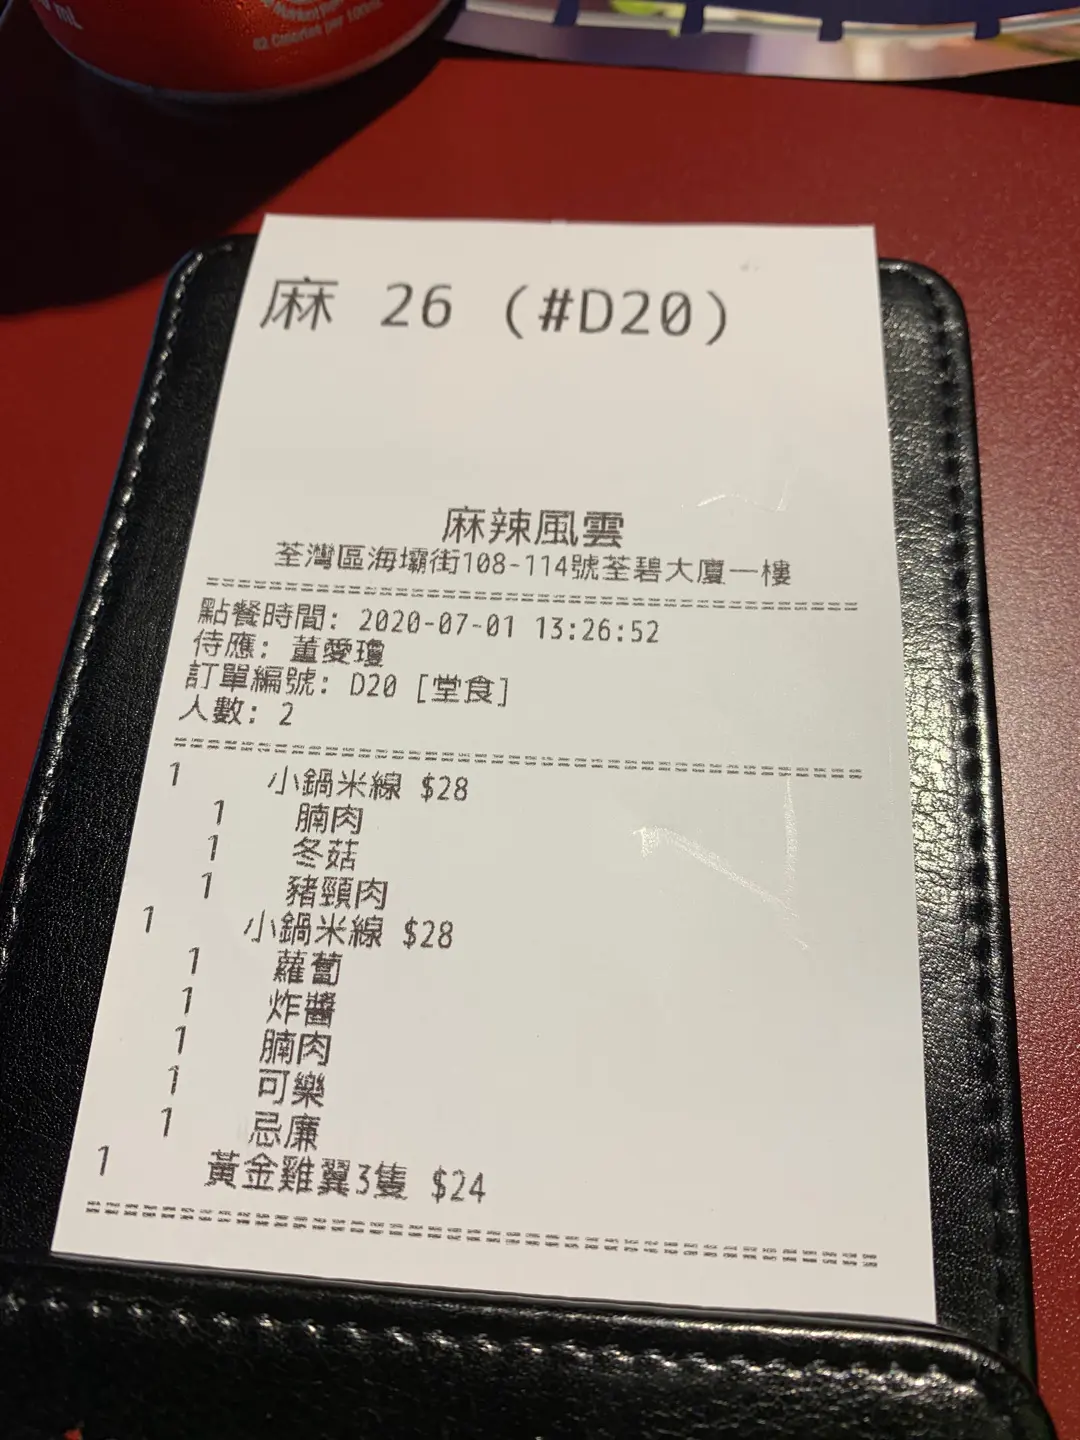 mL
62 Calories per 100mL
麻 26 (#D20)
麻辣風雲
荃灣區海壩街108-114號荃碧大廈一樓
點餐時間: 2020-07-01 13:26:52
侍應: 董愛瓊
訂單編號: D20 [堂食]
人數: 2
1 小鍋米線 $28
1 腩肉
1 冬菇
1 豬頸肉
1 小鍋米線 $28
1 蘿蔔
1 炸醬
1 腩肉
1 可樂
1 忌廉
1 黃金雞翼3隻 $24